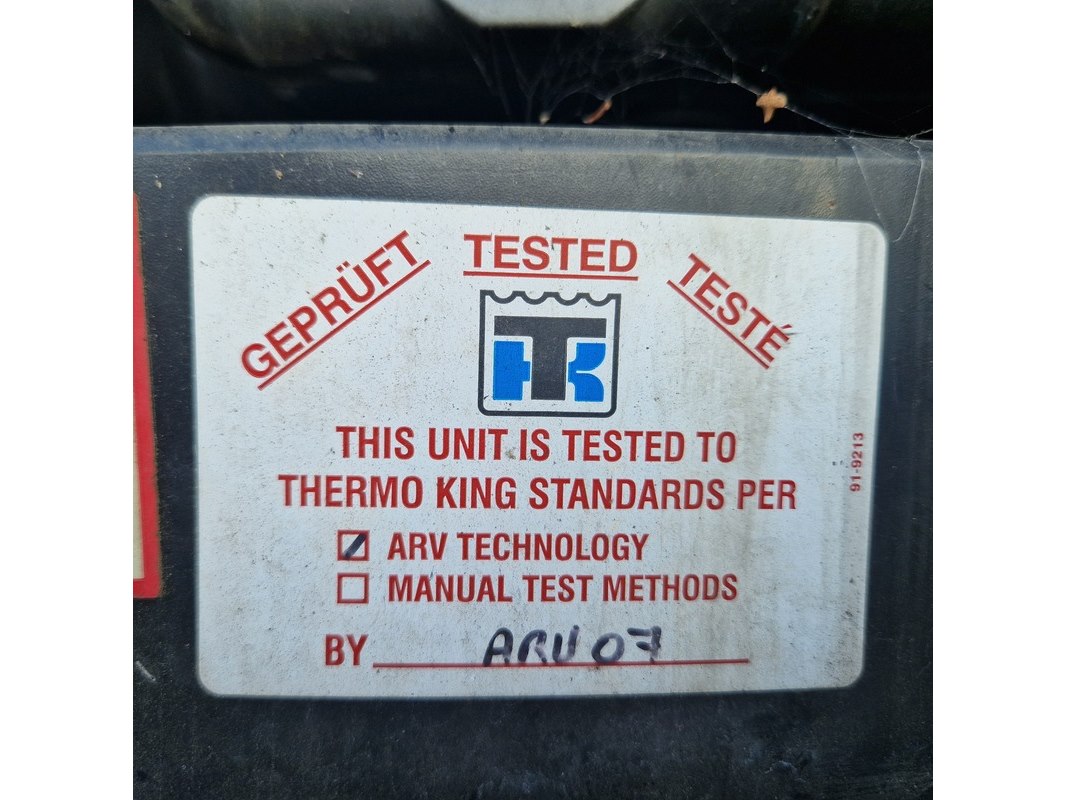 GEPRÜFT TESTED TESTÉ
TK
THIS UNIT IS TESTED TO
THERMO KING STANDARDS PER
ARV TECHNOLOGY
MANUAL TEST METHODS
BY ARV 07
91-9213